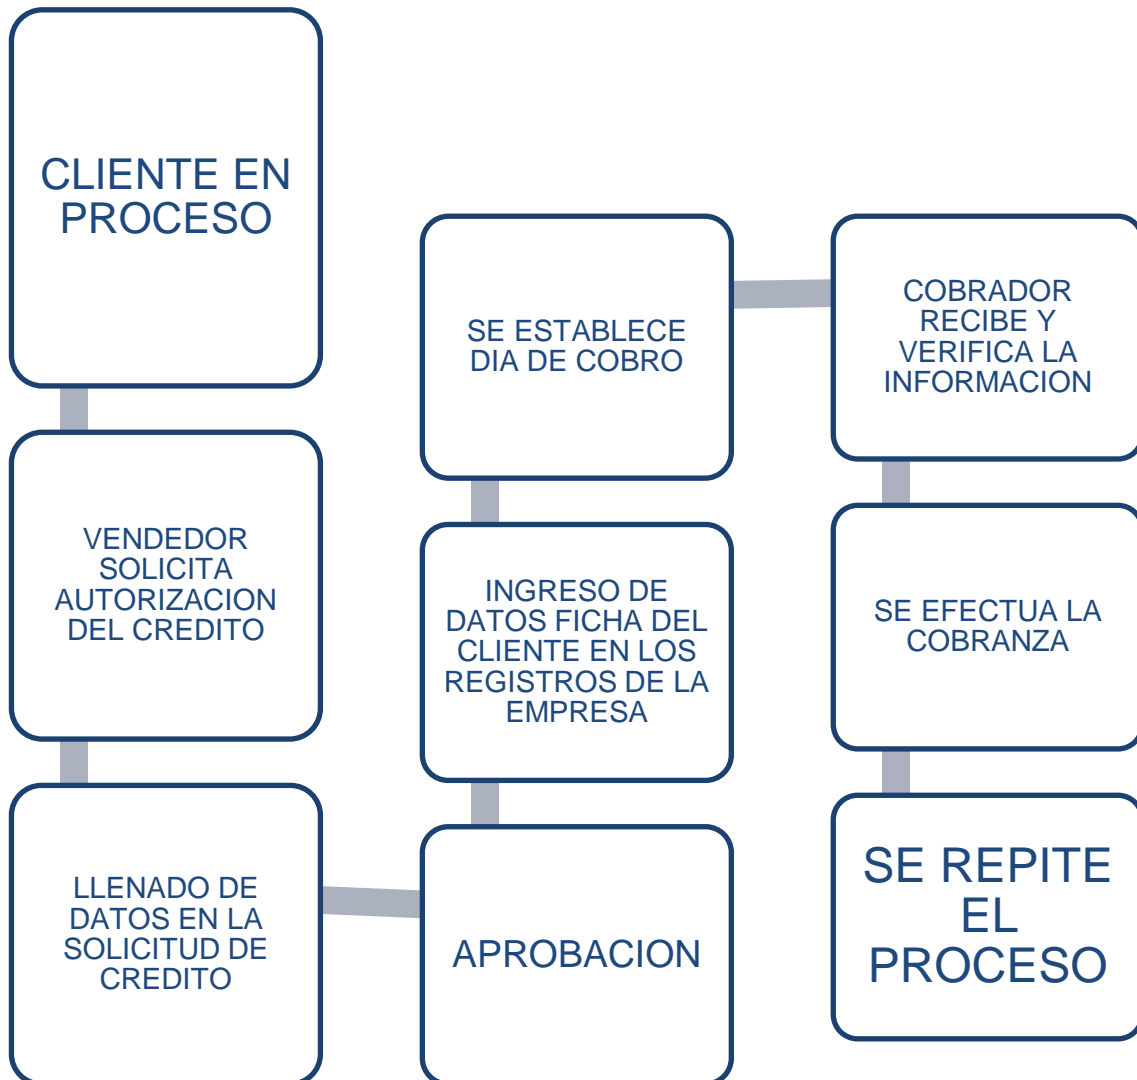 CLIENTE EN
PROCESO
VENDEDOR
SOLICITA
AUTORIZACION
DEL CREDITO
LLENADO DE
DATOS EN LA
SOLICITUD DE
CREDITO
APROBACION
INGRESO DE
DATOS FICHA DEL
CLIENTE EN LOS
REGISTROS DE LA
EMPRESA
SE ESTABLECE
DIA DE COBRO
COBRADOR
RECIBE Y
VERIFICA LA
INFORMACION
SE EFECTUA LA
COBRANZA
SE REPITE
EL
PROCESO